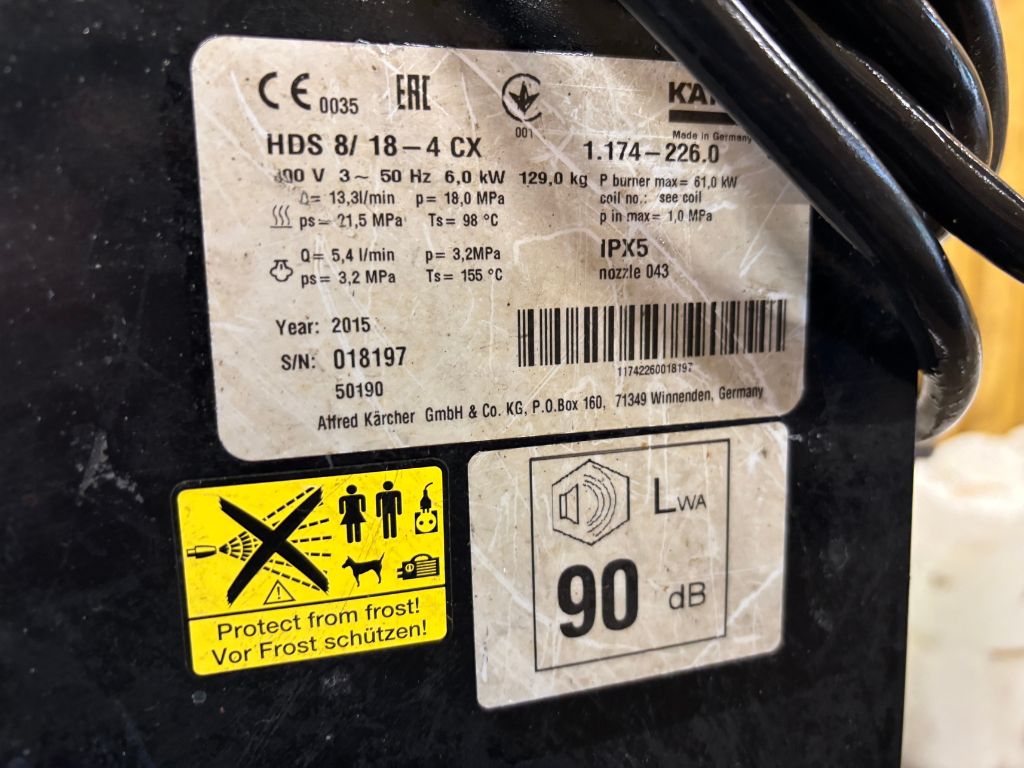 CE 0035 EAC
001
KÄR
Made in Germany
HDS 8/ 18-4 CX 1.174-226.0
400 V 3~ 50 Hz 6,0 kW 129,0 kg P burner max= 61,0 kW
= 13,3l/min p= 18,0 MPa coil no.: see coil
ps= 21,5 MPa Ts= 98 °C p in max= 1,0 MPa
Q= 5,4 l/min p= 3,2MPa IPX5
ps= 3,2 MPa Ts= 155 °C nozzle 043
Year: 2015
S/N: 018197
11742260018197
50190
Alfred Kärcher GmbH & Co. KG, P.O.Box 160, 71349 Winnenden, Germany
LWA
90 dB
Protect from frost!
Vor Frost schützen!